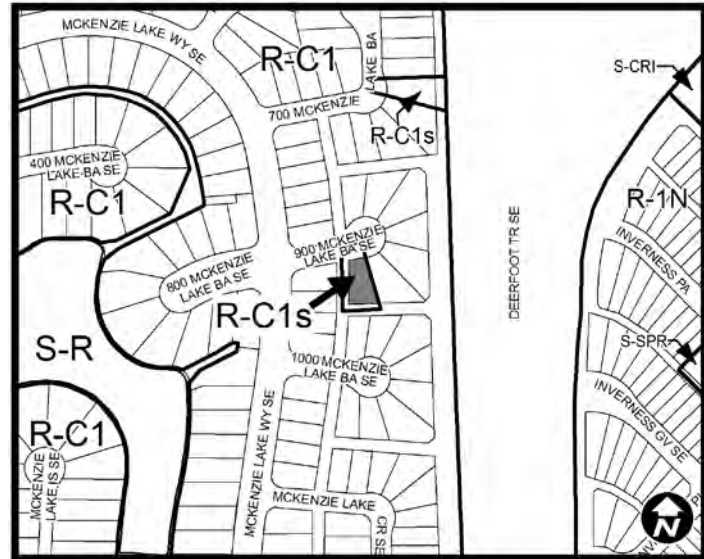 MCKENZIE LAKE WY SE
R-C1
LAKE BA
700 MCKENZIE
R-C1s
S-CRI
400 MCKENZIE
LAKE BA SE
R-C1
R-1N
INVERNESS PA
900 MCKENZIE
LAKE BA SE
800 MCKENZIE
LAKE BA SE
R-C1s
DEERFOOT TR SE
S-R
S-SPR
1000 MCKENZIE
LAKE BA SE
INVERNESS GV SE
R-C1
MCKENZIE LAKE WY SE
MCKENZIE
LAKE IS SE
MCKENZIE LAKE
CR SE
N